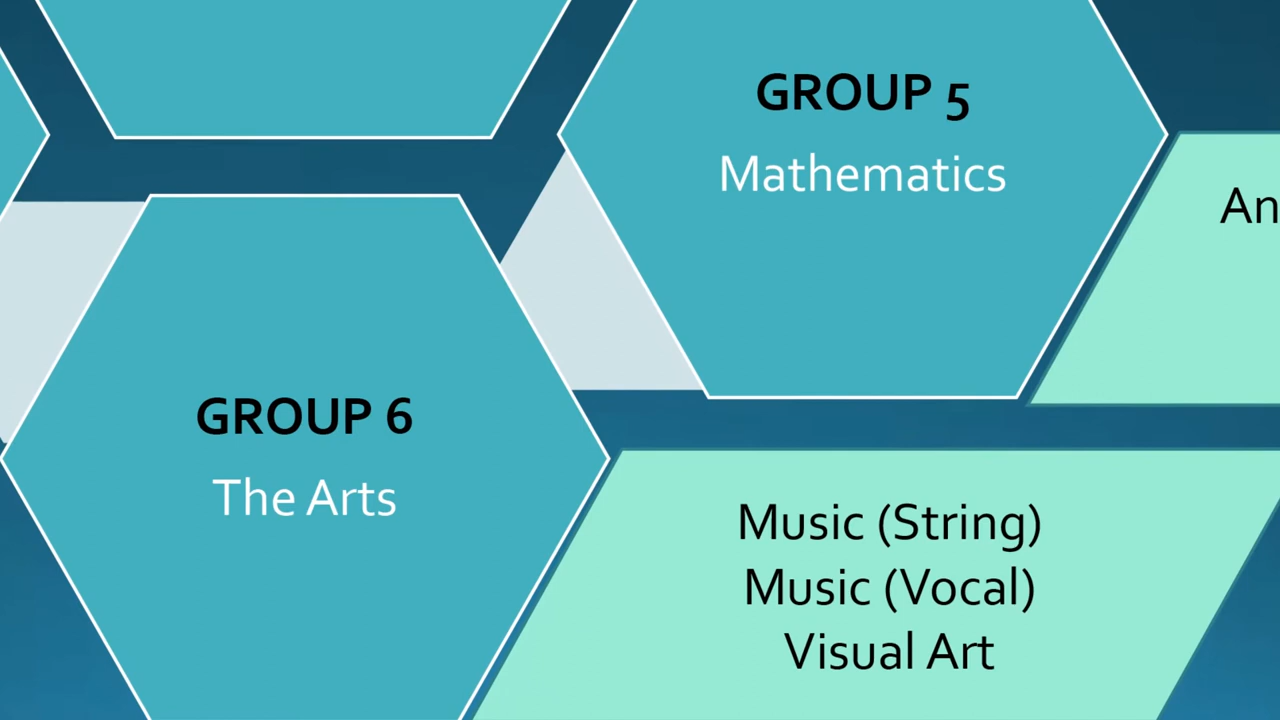 GROUP 5
Mathematics
GROUP 6
The Arts
Music (String)
Music (Vocal)
Visual Art